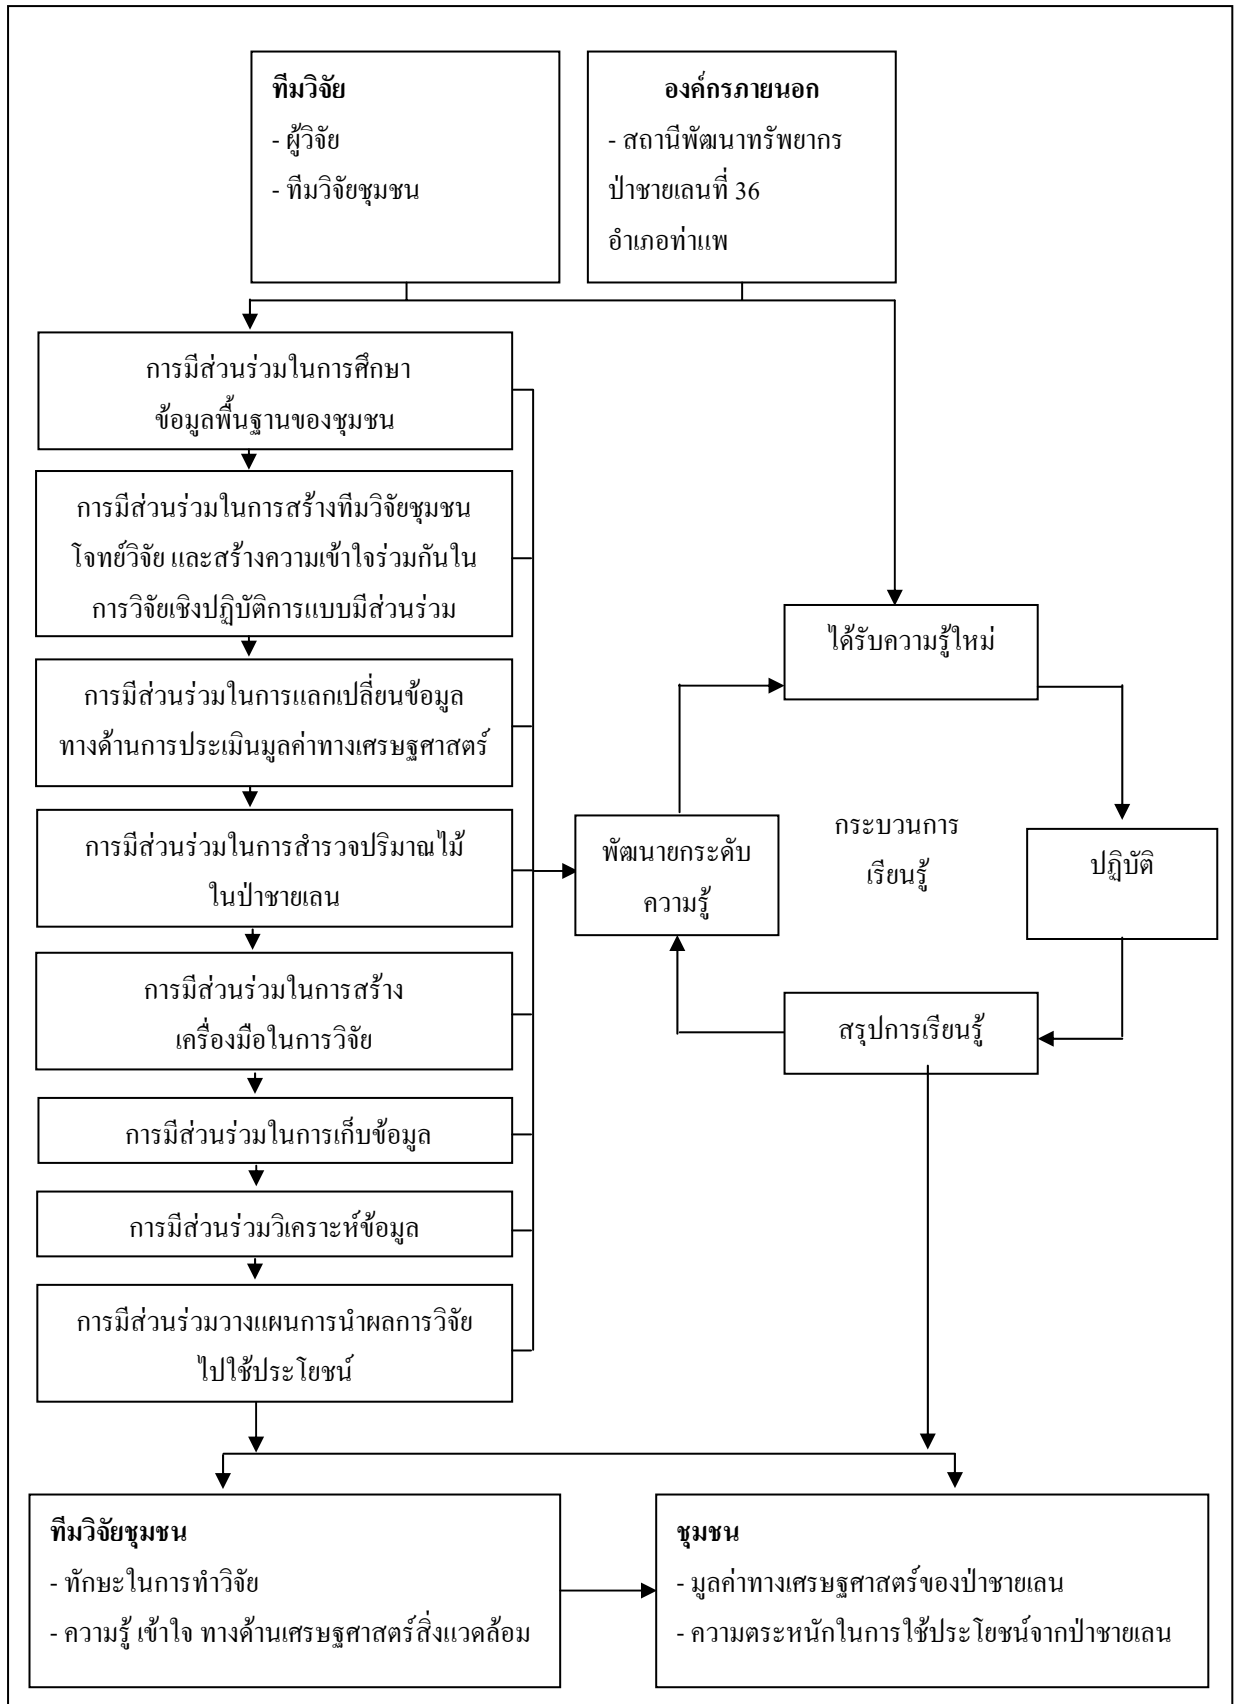 ทีมวิจัย
- ผู้วิจัย
- ทีมวิจัยชุมชน
องค์กรภายนอก
- สถานีพัฒนาทรัพยากร
ป่าชายเลนที่ 36
อำเภอท่าแพ
การมีส่วนร่วมในการศึกษา
ข้อมูลพื้นฐานของชุมชน
การมีส่วนร่วมในการสร้างทีมวิจัยชุมชน
โจทย์วิจัย และสร้างความเข้าใจร่วมกันใน
การวิจัยเชิงปฏิบัติการแบบมีส่วนร่วม
การมีส่วนร่วมในการแลกเปลี่ยนข้อมูล
ทางด้านการประเมินมูลค่าทางเศรษฐศาสตร์
การมีส่วนร่วมในการสำรวจปริมาณไม้
ในป่าชายเลน
การมีส่วนร่วมในการสร้าง
เครื่องมือในการวิจัย
การมีส่วนร่วมในการเก็บข้อมูล
การมีส่วนร่วมวิเคราะห์ข้อมูล
การมีส่วนร่วมวางแผนการนำผลการวิจัย
ไปใช้ประโยชน์
ได้รับความรู้ใหม่
กระบวนการ
เรียนรู้
พัฒนายกระดับ
ความรู้
ปฏิบัติ
สรุปการเรียนรู้
ทีมวิจัยชุมชน
- ทักษะในการทำวิจัย
- ความรู้ เข้าใจ ทางด้านเศรษฐศาสตร์สิ่งแวดล้อม
ชุมชน
- มูลค่าทางเศรษฐศาสตร์ของป่าชายเลน
- ความตระหนักในการใช้ประโยชน์จากป่าชายเลน